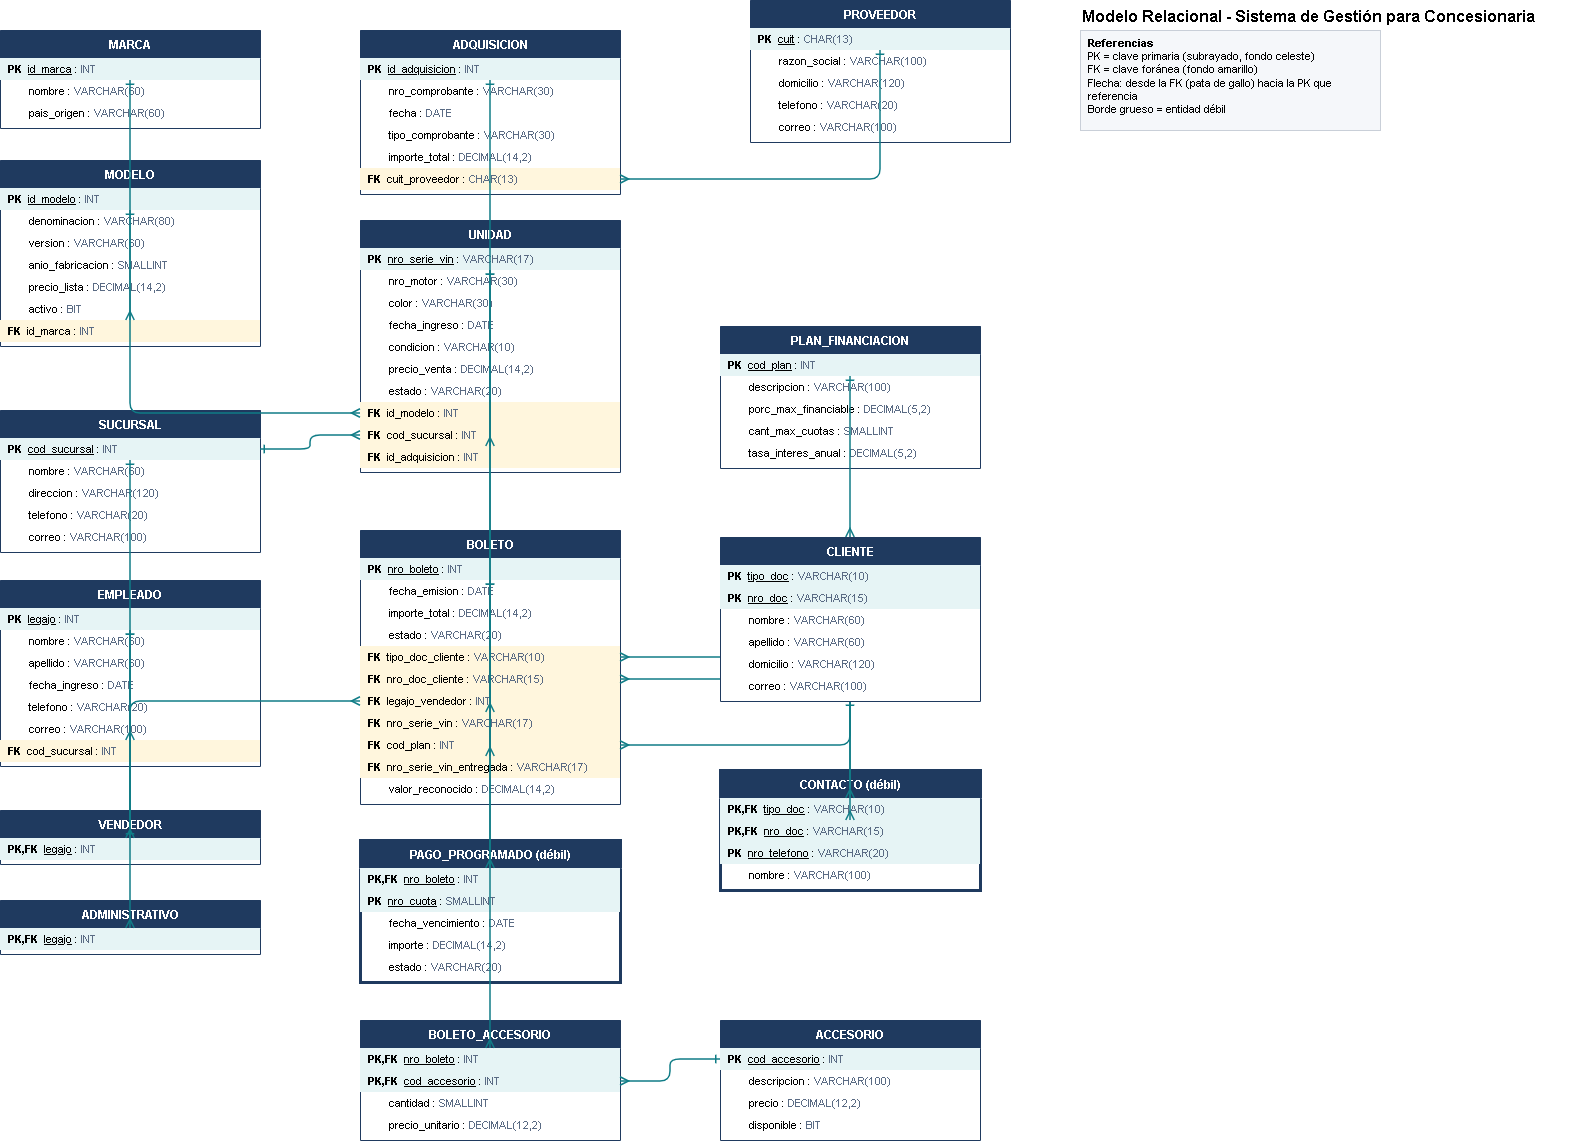 Modelo Relacional - Sistema de Gestión para Concesionaria
Referencias
PK = clave primaria (subrayado, fondo celeste)
FK = clave foránea (fondo amarillo)
Flecha: desde la FK (pata de gallo) hacia la PK que
referencia
Borde grueso = entidad débil
MARCA
PK id_marca : INT
nombre : VARCHAR(60)
pais_origen : VARCHAR(60)
MODELO
PK id_modelo : INT
denominacion : VARCHAR(80)
version : VARCHAR(60)
anio_fabricacion : SMALLINT
precio_lista : DECIMAL(14,2)
activo : BIT
FK id_marca : INT
SUCURSAL
PK cod_sucursal : INT
nombre : VARCHAR(60)
direccion : VARCHAR(120)
telefono : VARCHAR(20)
correo : VARCHAR(100)
EMPLEADO
PK legajo : INT
nombre : VARCHAR(60)
apellido : VARCHAR(60)
fecha_ingreso : DATE
telefono : VARCHAR(20)
correo : VARCHAR(100)
FK cod_sucursal : INT
VENDEDOR
PK,FK legajo : INT
ADMINISTRATIVO
PK,FK legajo : INT
ADQUISICION
PK id_adquisicion : INT
nro_comprobante : VARCHAR(30)
fecha : DATE
tipo_comprobante : VARCHAR(30)
importe_total : DECIMAL(14,2)
FK cuit_proveedor : CHAR(13)
UNIDAD
PK nro_serie_vin : VARCHAR(17)
nro_motor : VARCHAR(30)
color : VARCHAR(30)
fecha_ingreso : DATE
condicion : VARCHAR(10)
precio_venta : DECIMAL(14,2)
estado : VARCHAR(20)
FK id_modelo : INT
FK cod_sucursal : INT
FK id_adquisicion : INT
BOLETO
PK nro_boleto : INT
fecha_emision : DATE
importe_total : DECIMAL(14,2)
estado : VARCHAR(20)
FK tipo_doc_cliente : VARCHAR(10)
FK nro_doc_cliente : VARCHAR(15)
FK legajo_vendedor : INT
FK nro_serie_vin : VARCHAR(17)
FK cod_plan : INT
FK nro_serie_vin_entregada : VARCHAR(17)
valor_reconocido : DECIMAL(14,2)
PAGO_PROGRAMADO (débil)
PK,FK nro_boleto : INT
PK nro_cuota : SMALLINT
fecha_vencimiento : DATE
importe : DECIMAL(14,2)
estado : VARCHAR(20)
BOLETO_ACCESORIO
PK,FK nro_boleto : INT
PK,FK cod_accesorio : INT
cantidad : SMALLINT
precio_unitario : DECIMAL(12,2)
PROVEEDOR
PK cuit : CHAR(13)
razon_social : VARCHAR(100)
domicilio : VARCHAR(120)
telefono : VARCHAR(20)
correo : VARCHAR(100)
PLAN_FINANCIACION
PK cod_plan : INT
descripcion : VARCHAR(100)
porc_max_financiable : DECIMAL(5,2)
cant_max_cuotas : SMALLINT
tasa_interes_anual : DECIMAL(5,2)
CLIENTE
PK tipo_doc : VARCHAR(10)
PK nro_doc : VARCHAR(15)
nombre : VARCHAR(60)
apellido : VARCHAR(60)
domicilio : VARCHAR(120)
correo : VARCHAR(100)
CONTACTO (débil)
PK,FK tipo_doc : VARCHAR(10)
PK,FK nro_doc : VARCHAR(15)
PK nro_telefono : VARCHAR(20)
nombre : VARCHAR(100)
ACCESORIO
PK cod_accesorio : INT
descripcion : VARCHAR(100)
precio : DECIMAL(12,2)
disponible : BIT